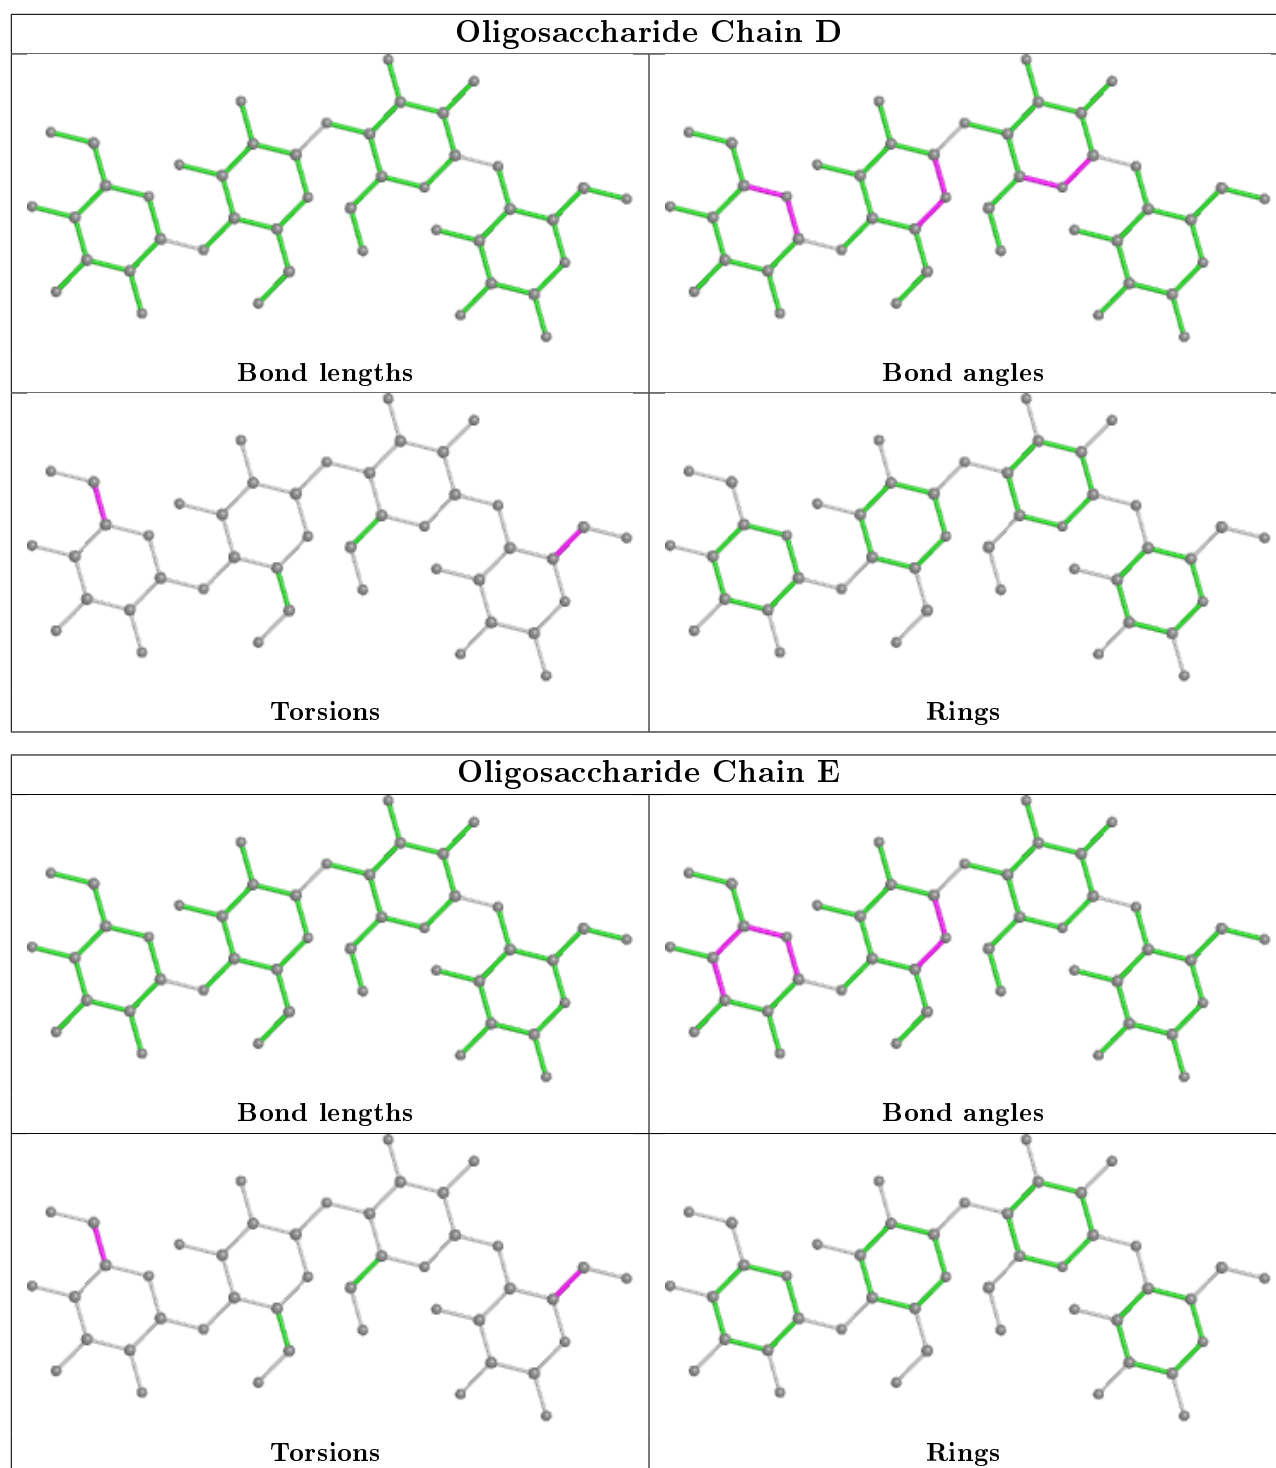 Oligosaccharide Chain D
Bond lengths
Bond angles
Torsions
Rings
Oligosaccharide Chain E
Bond lengths
Bond angles
Torsions
Rings